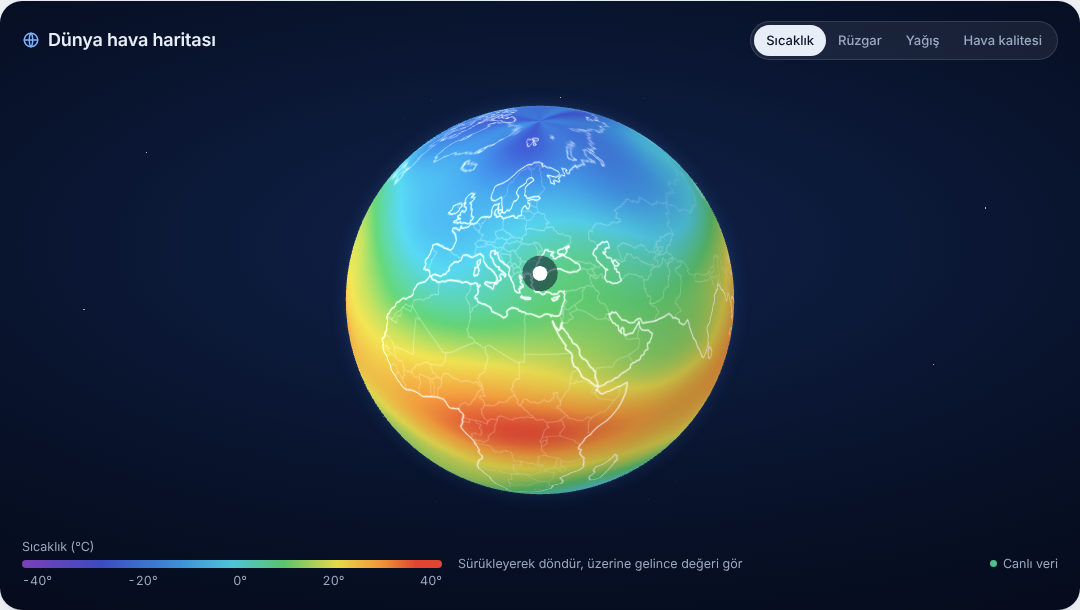 Dünya hava haritası
Sıcaklık Rüzgar Yağış Hava kalitesi
Sıcaklık (°C)
-40° -20° 0° 20° 40°
Sürükleyerek döndür, üzerine gelince değeri gör
Canlı veri